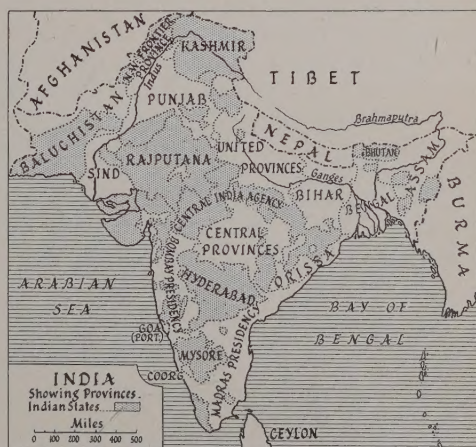 AFGHANISTAN
N.W. FRONTIER
PROVINCE
Indus
KASHMIR
TIBET
PUNJAB
BALUCHISTAN
Brahmaputra
NEPAL
BHUTAN
RAJPUTANA
UNITED
PROVINCES
SIND
Ganges
ASSAM
BIHAR
BENGAL
BURMA
CENTRAL INDIA AGENCY
CENTRAL
PROVINCES
ORISSA
BOMBAY PRESIDENCY
HYDERABAD
ARABIAN
SEA
BAY OF
BENGAL
GOA
(PORT.)
MYSORE
MADRAS PRESIDENCY
COORG
CEYLON
INDIA
Showing Provinces.
Indian States
Miles
0 100 200 300 400 500